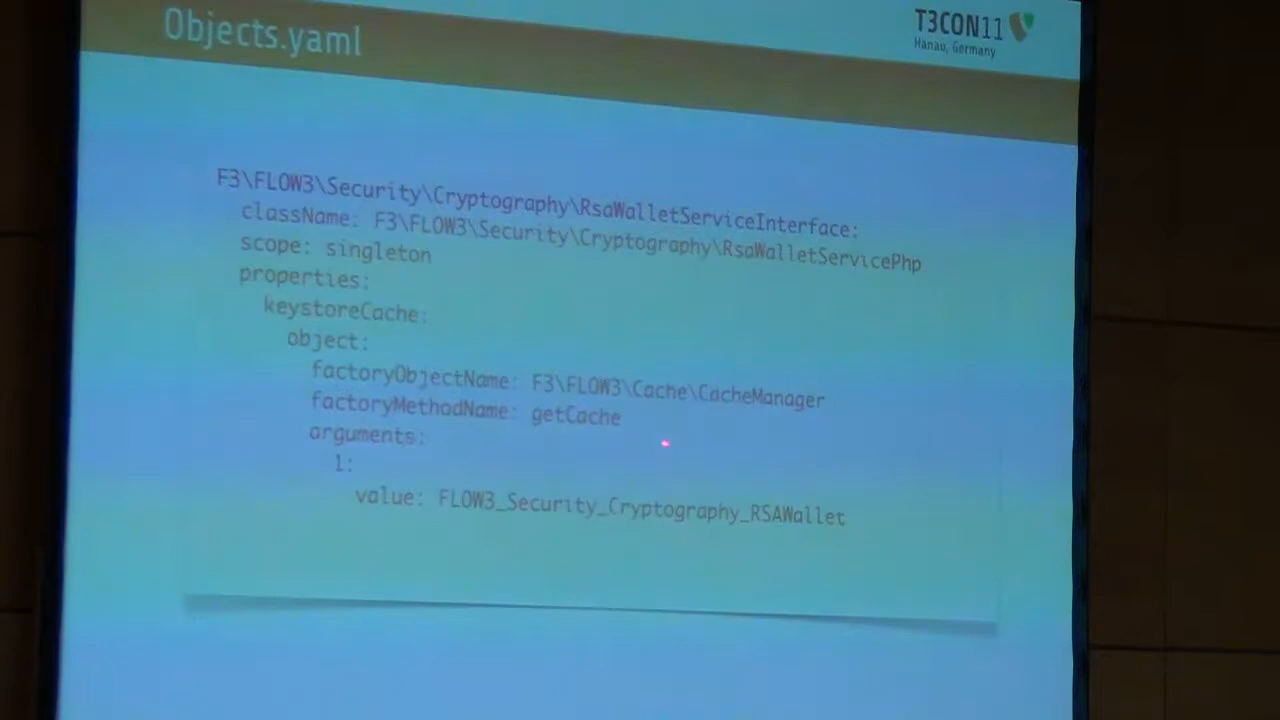 Objects.yaml
T3CON11
Hanau, Germany
F3\FLOW3\Security\Cryptography\RsaWalletServiceInterface:
className: F3\FLOW3\Security\Cryptography\RsaWalletServicePhp
scope: singleton
properties:
keystoreCache:
object:
factoryObjectName: F3\FLOW3\Cache\CacheManager
factoryMethodName: getCache
arguments:
1:
value: FLOW3_Security_Cryptography_RSAWallet